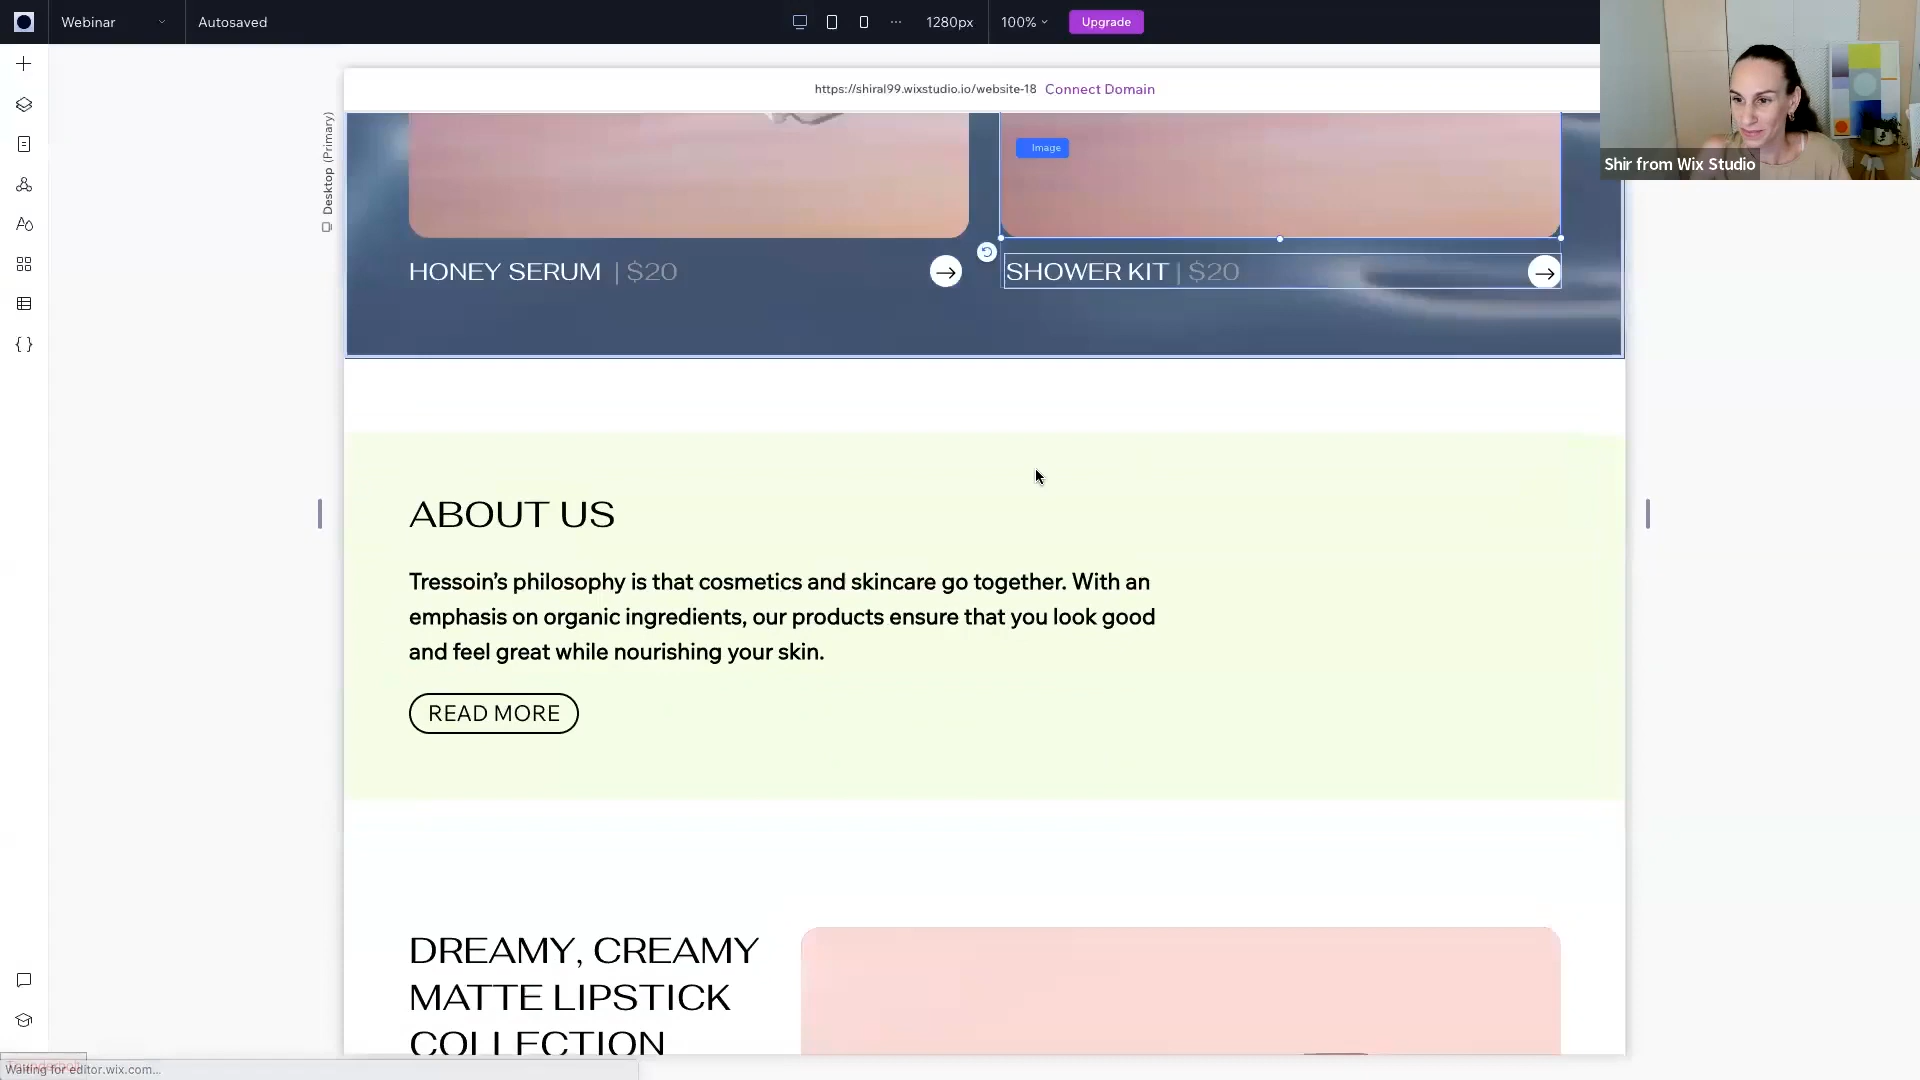 Webinar
Autosaved
1280px
100%
Upgrade
https://shiral99.wixstudio.io/website-18 Connect Domain
Shir from Wix Studio
Desktop (Primary)
Image
HONEY SERUM | $20
SHOWER KIT | $20
ABOUT US
Tressoin’s philosophy is that cosmetics and skincare go together. With an
emphasis on organic ingredients, our products ensure that you look good
and feel great while nourishing your skin.
READ MORE
DREAMY, CREAMY
MATTE LIPSTICK
COLLECTION
Waiting for editor.wix.com...